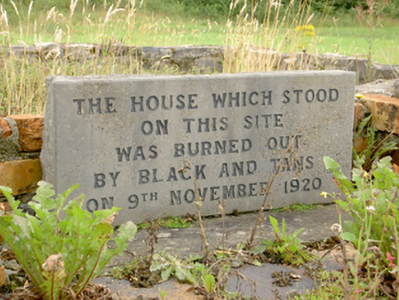 THE HOUSE WHICH STOOD
ON THIS SITE
WAS BURNED OUT
BY BLACK AND TANS
ON 9TH NOVEMBER 1920